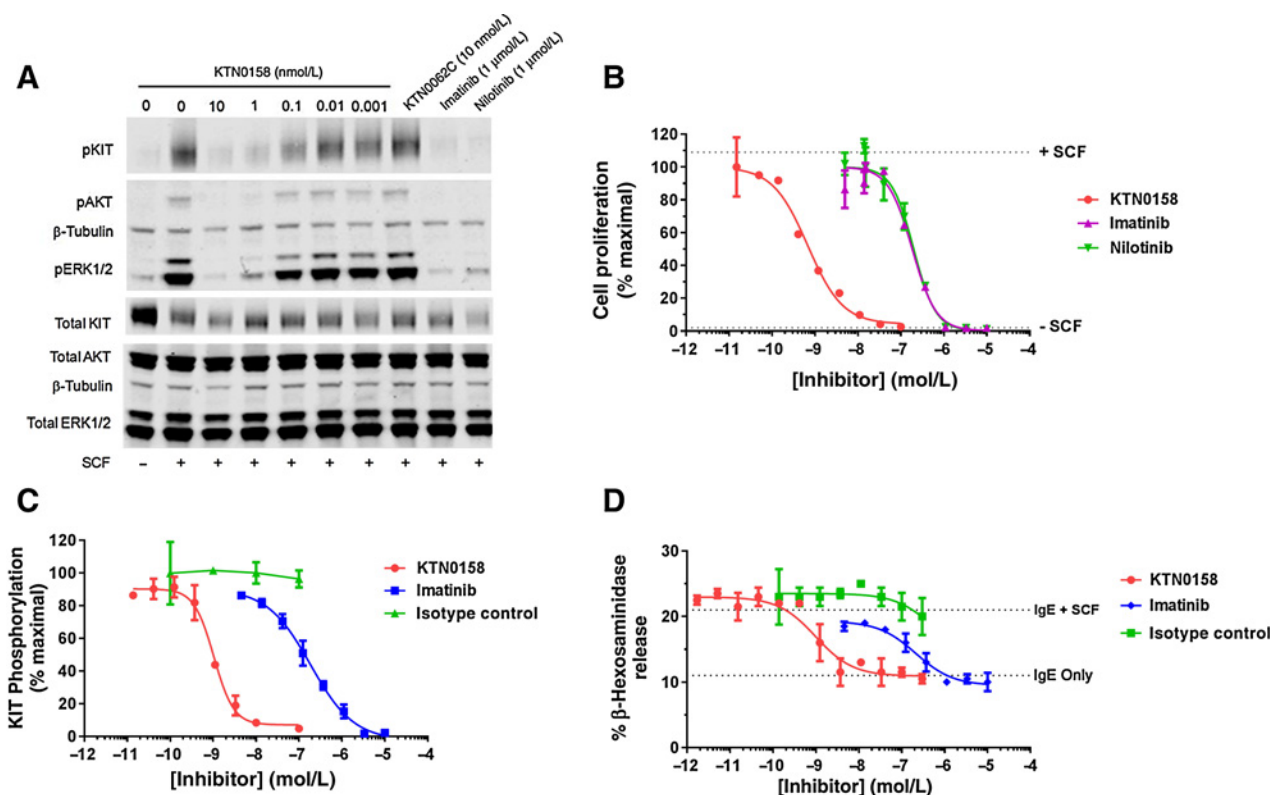 A
KTN0158 (nmol/L)
0 0 10 1 0.1 0.01 0.001
KTN0062C (10 nmol/L)
Imatinib (1 μmol/L)
Nilotinib (1 μmol/L)
pKIT
pAKT
β-Tubulin
pERK1/2
Total KIT
Total AKT
β-Tubulin
Total ERK1/2
SCF – + + + + + + + + +
B
Cell proliferation
(% maximal)
120
100
80
60
40
20
0
+ SCF
- SCF
KTN0158
Imatinib
Nilotinib
–12 –11 –10 –9 –8 –7 –6 –5 –4
[Inhibitor] (mol/L)
C
KIT Phosphorylation
(% maximal)
120
100
80
60
40
20
0
KTN0158
Imatinib
Isotype control
–11 –10 –9 –8 –7 –6 –5 –4
[Inhibitor] (mol/L)
D
% β-Hexosaminidase
release
30
20
10
0
IgE + SCF
IgE Only
KTN0158
Imatinib
Isotype control
–12 –11 –10 –9 –8 –7 –6 –5 –4
[Inhibitor] (mol/L)